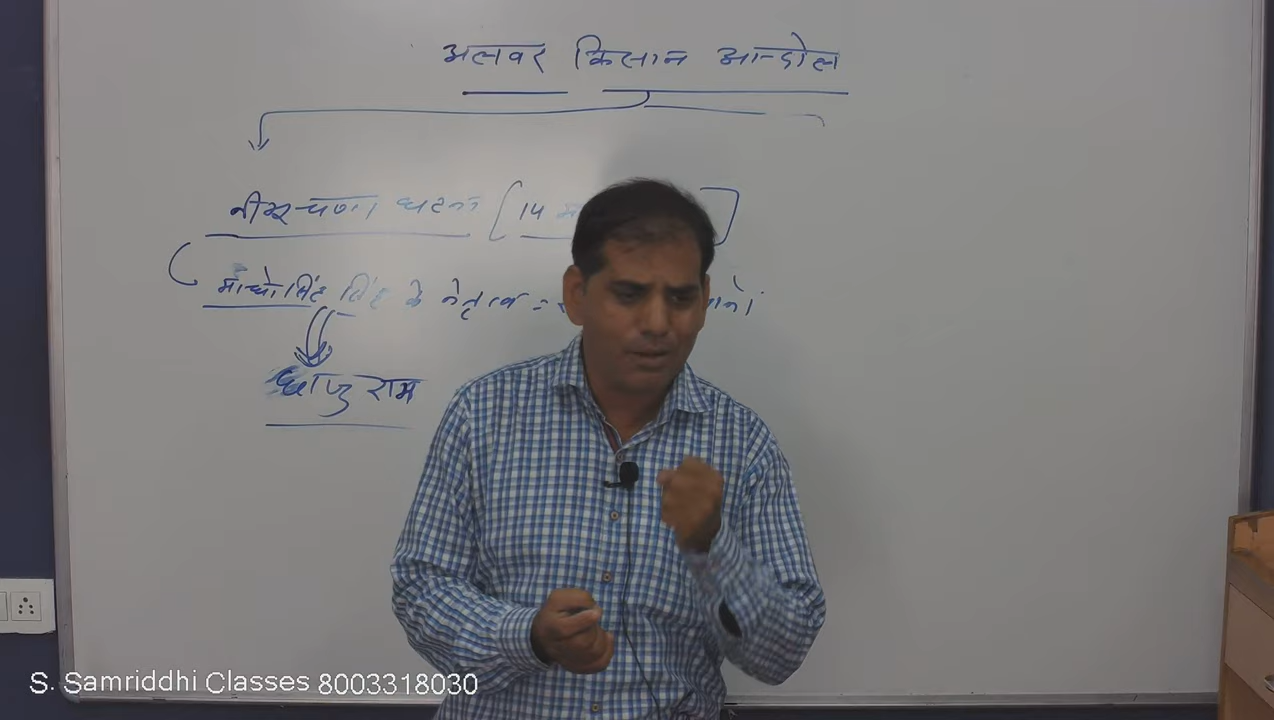 अलवर किसान आन्दोल
नीमूचणा घटना [14 ]
माधोसिंह सिंह के नेतृत्व =
छाजु राम
S. Samriddhi Classes 8003318030